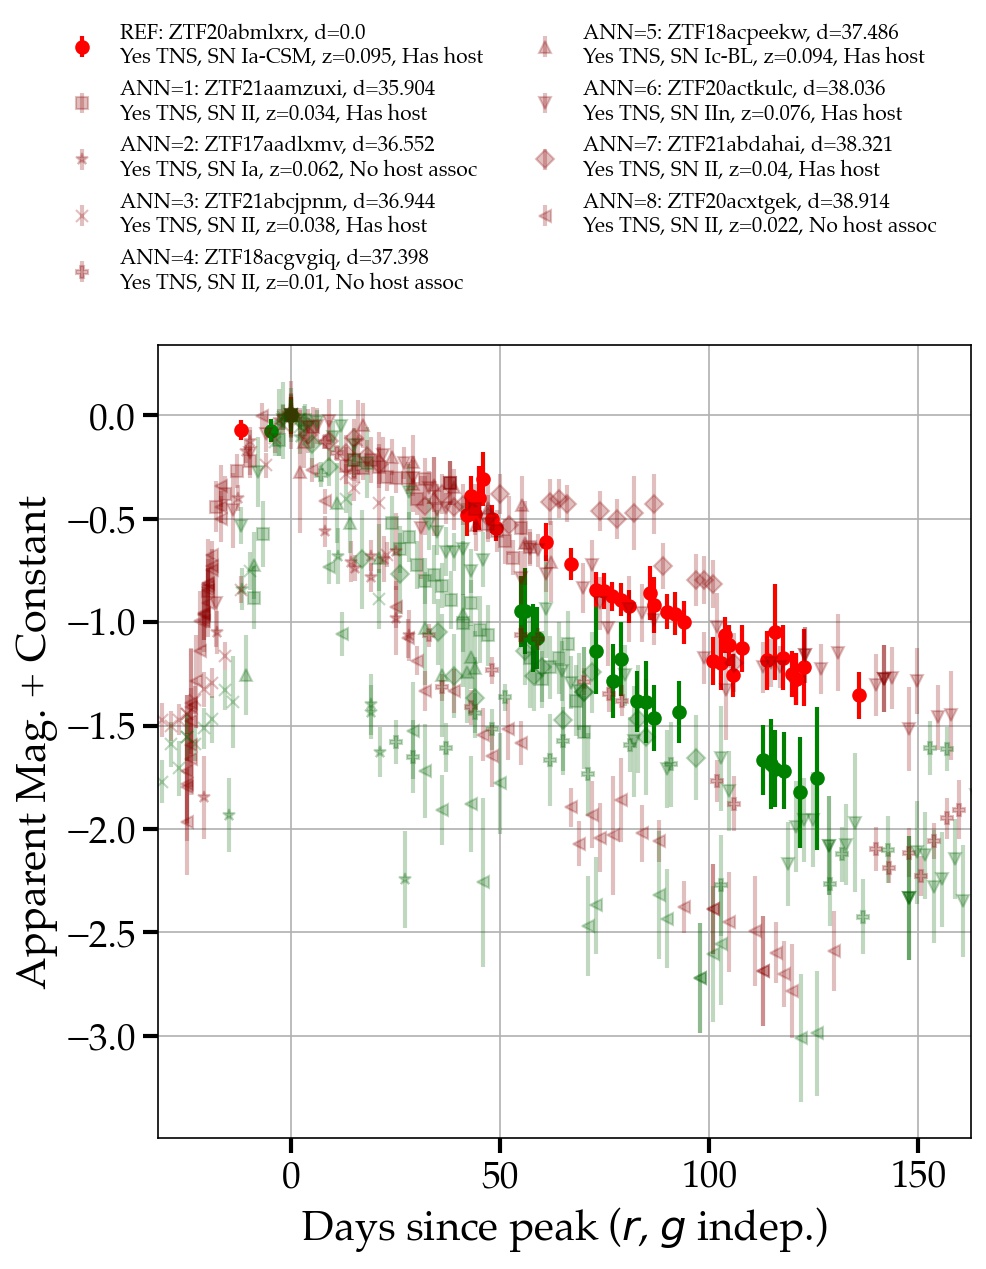 REF: ZTF20abmlxrx, d=0.0
Yes TNS, SN Ia-CSM, z=0.095, Has host
ANN=1: ZTF21aamzuxi, d=35.904
Yes TNS, SN II, z=0.034, Has host
ANN=2: ZTF17aadlxmv, d=36.552
Yes TNS, SN Ia, z=0.062, No host assoc
ANN=3: ZTF21abcjpnm, d=36.944
Yes TNS, SN II, z=0.038, Has host
ANN=4: ZTF18acgvgiq, d=37.398
Yes TNS, SN II, z=0.01, No host assoc
ANN=5: ZTF18acpeekw, d=37.486
Yes TNS, SN Ic-BL, z=0.094, Has host
ANN=6: ZTF20actkulc, d=38.036
Yes TNS, SN IIn, z=0.076, Has host
ANN=7: ZTF21abdahai, d=38.321
Yes TNS, SN II, z=0.04, Has host
ANN=8: ZTF20acxtgek, d=38.914
Yes TNS, SN II, z=0.022, No host assoc
Apparent Mag. + Constant
0.0
−0.5
−1.0
−1.5
−2.0
−2.5
−3.0
0
50
100
150
Days since peak (r, g indep.)